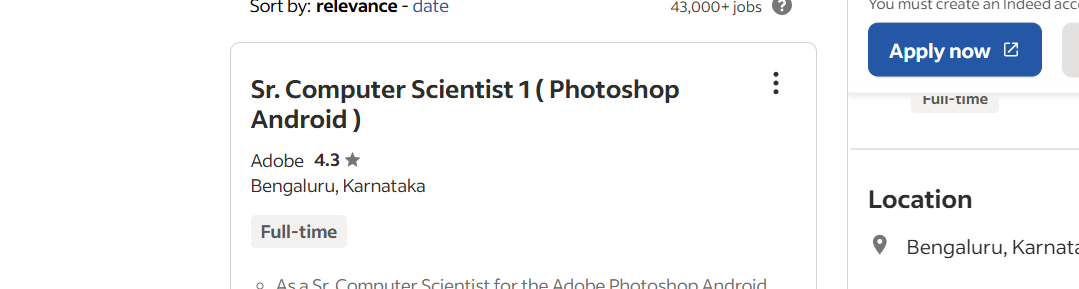 Sort by: relevance - date
43,000+ jobs ?
Sr. Computer Scientist 1 ( Photoshop
Android )
Adobe 4.3
Bengaluru, Karnataka
Full-time
As a Sr. Computer Scientist for the Adobe Photoshop Android
You must create an Indeed acc
Apply now
Full-time
Location
Bengaluru, Karnata